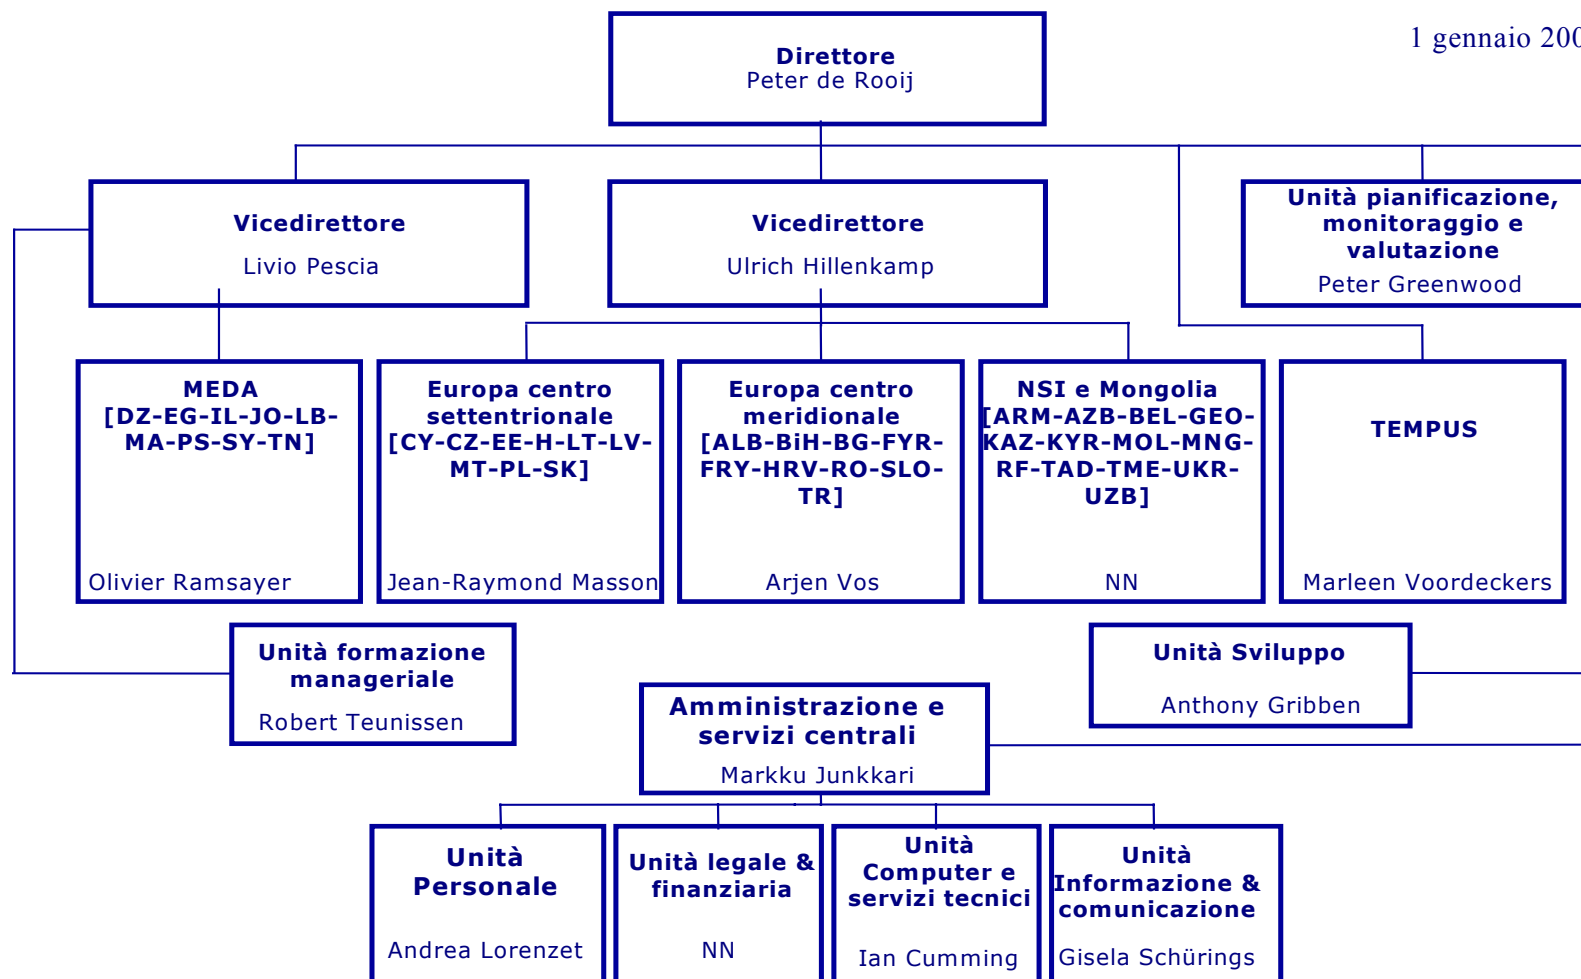 1 gennaio 200
Direttore
Peter de Rooij
Vicedirettore
Livio Pescia
Vicedirettore
Ulrich Hillenkamp
Unità pianificazione,
monitoraggio e
valutazione
Peter Greenwood
MEDA
[DZ-EG-IL-JO-LB-
MA-PS-SY-TN]
Olivier Ramsayer
Europa centro
settentrionale
[CY-CZ-EE-H-LT-LV-
MT-PL-SK]
Jean-Raymond Masson
Europa centro
meridionale
[ALB-BiH-BG-FYR-
FRY-HRV-RO-SLO-
TR]
Arjen Vos
NSI e Mongolia
[ARM-AZB-BEL-GEO-
KAZ-KYR-MOL-MNG-
RF-TAD-TME-UKR-
UZB]
NN
TEMPUS
Marleen Voordeckers
Unità formazione
manageriale
Robert Teunissen
Unità Sviluppo
Anthony Gribben
Amministrazione e
servizi centrali
Markku Junkkari
Unità
Personale
Andrea Lorenzet
Unità legale &
finanziaria
NN
Unità
Computer e
servizi tecnici
Ian Cumming
Unità
Informazione &
comunicazione
Gisela Schürings